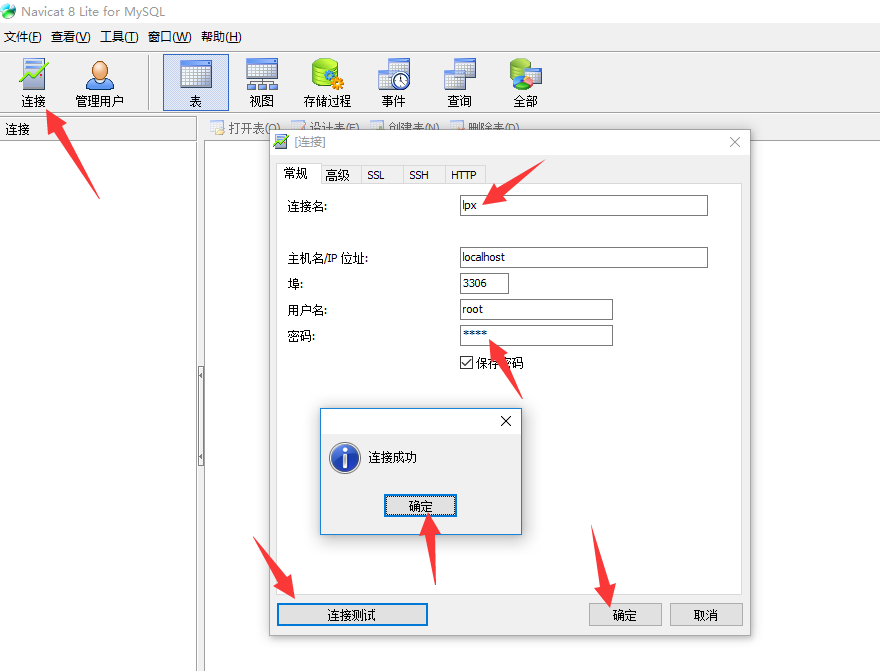 Navicat 8 Lite for MySQL
文件(F) 查看(V) 工具(T) 窗口(W) 帮助(H)
连接 管理用户 表 视图 存储过程 事件 查询 全部
连接 打开表(O) 设计表(E) 创建表(N) 删除表(D)
[连接]
常规 高级 SSL SSH HTTP
连接名: lpx
主机名/IP 位址: localhost
埠: 3306
用户名: root
密码: ****
保存密码
连接成功
确定
连接测试 确定 取消